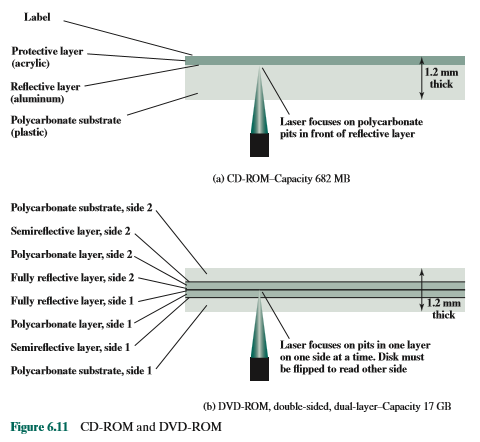 Label
Protective layer
(acrylic)
Reflective layer
(aluminum)
Polycarbonate substrate
(plastic)
1.2 mm
thick
Laser focuses on polycarbonate
pits in front of reflective layer
(a) CD-ROM–Capacity 682 MB
Polycarbonate substrate, side 2
Semireflective layer, side 2
Polycarbonate layer, side 2
Fully reflective layer, side 2
Fully reflective layer, side 1
Polycarbonate layer, side 1
Semireflective layer, side 1
Polycarbonate substrate, side 1
1.2 mm
thick
Laser focuses on pits in one layer
on one side at a time. Disk must
be flipped to read other side
(b) DVD-ROM, double-sided, dual-layer–Capacity 17 GB
Figure 6.11 CD-ROM and DVD-ROM